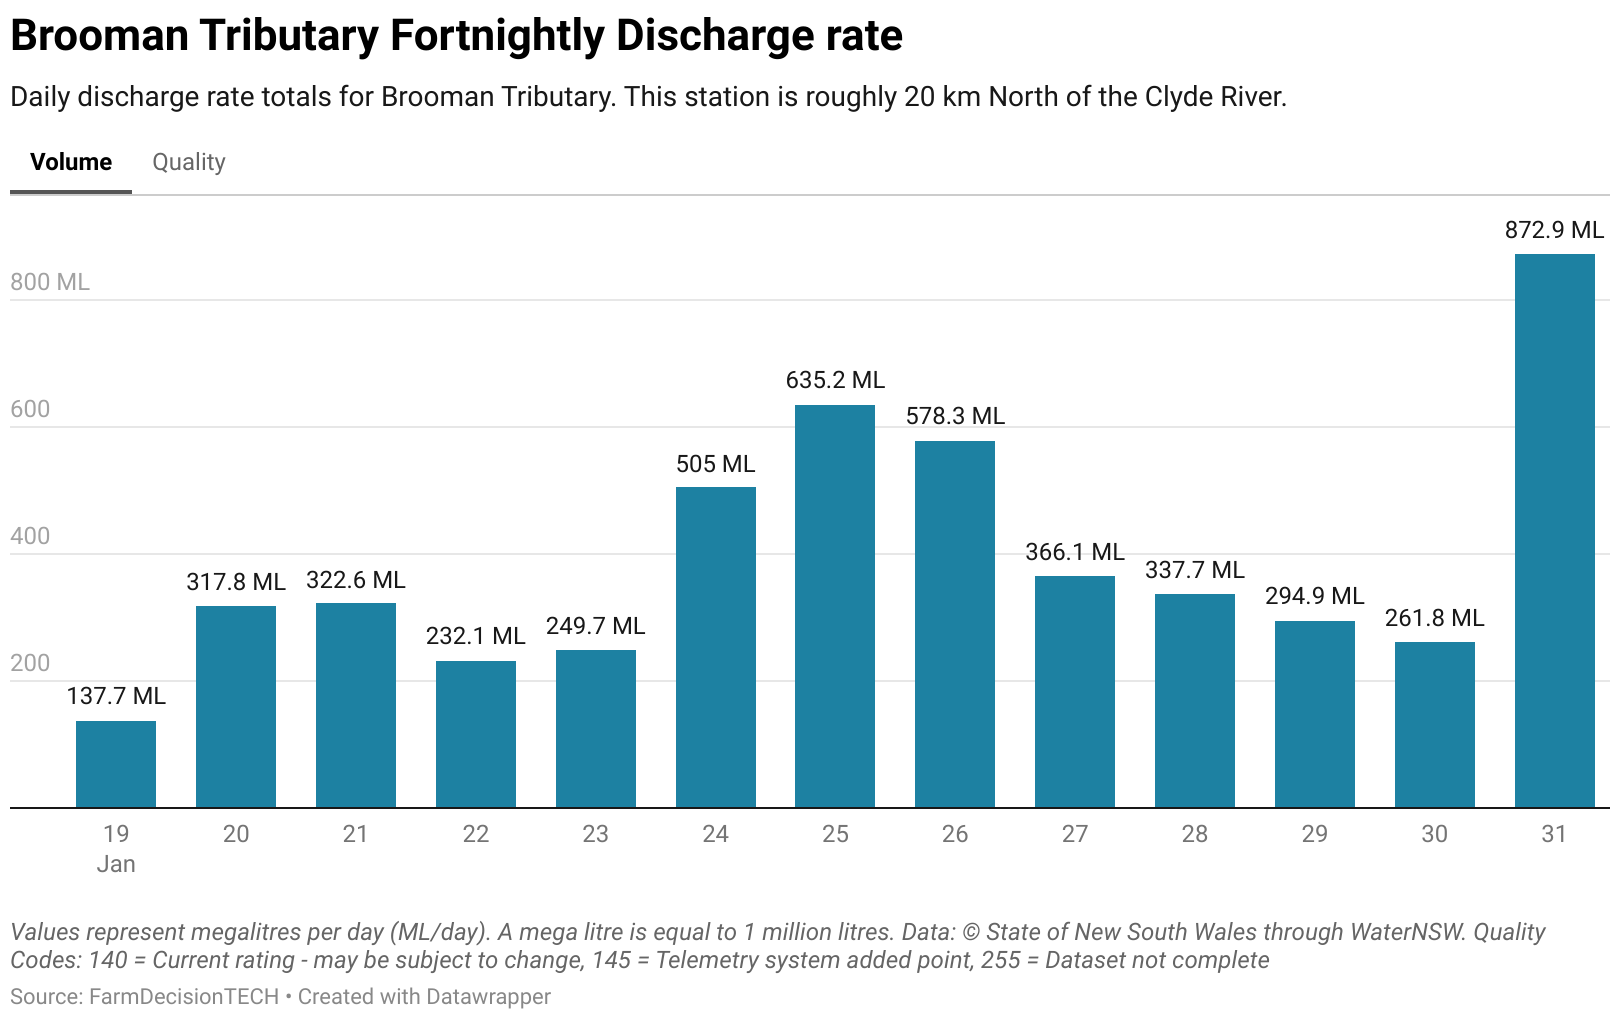 Brooman Tributary Fortnightly Discharge rate
Daily discharge rate totals for Brooman Tributary. This station is roughly 20 km North of the Clyde River.
Volume Quality
872.9 ML
800 ML
635.2 ML
600
578.3 ML
505 ML
400
366.1 ML
337.7 ML
317.8 ML
322.6 ML
294.9 ML
261.8 ML
232.1 ML
249.7 ML
200
137.7 ML
19 20 21 22 23 24 25 26 27 28 29 30 31
Jan
Values represent megalitres per day (ML/day). A mega litre is equal to 1 million litres. Data: © State of New South Wales through WaterNSW. Quality
Codes: 140 = Current rating - may be subject to change, 145 = Telemetry system added point, 255 = Dataset not complete
Source: FarmDecisionTECH • Created with Datawrapper